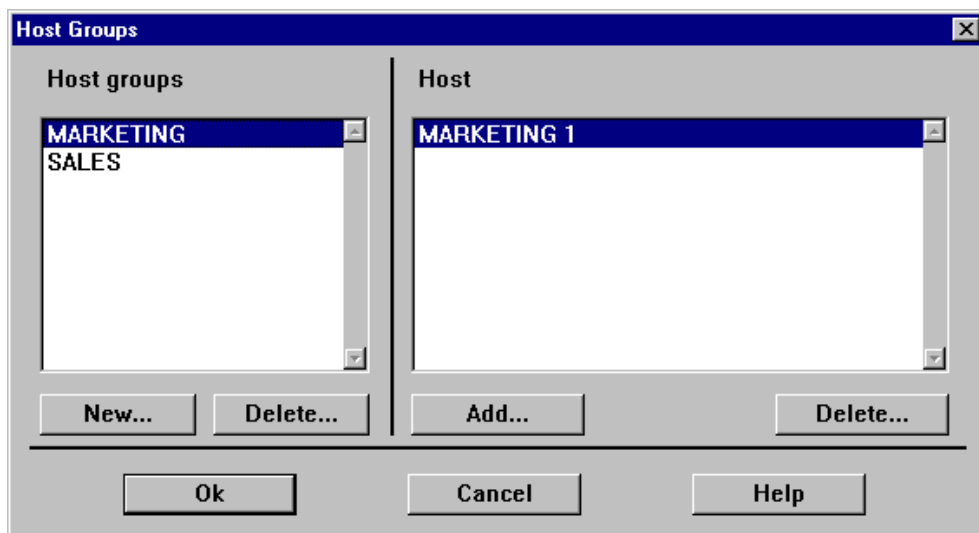 Host Groups
Host groups
Host
MARKETING
SALES
MARKETING 1
New...
Delete...
Add...
Delete...
Ok
Cancel
Help